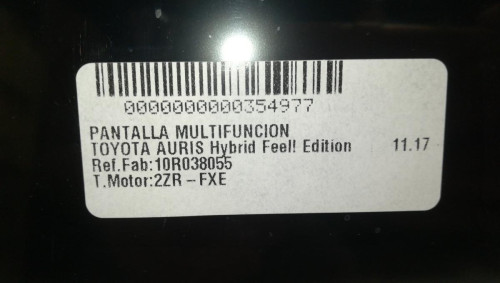 0000000000354977
PANTALLA MULTIFUNCION
TOYOTA AURIS Hybrid Feel! Edition 11.17
Ref.Fab:10R038055
T.Motor:2ZR-FXE